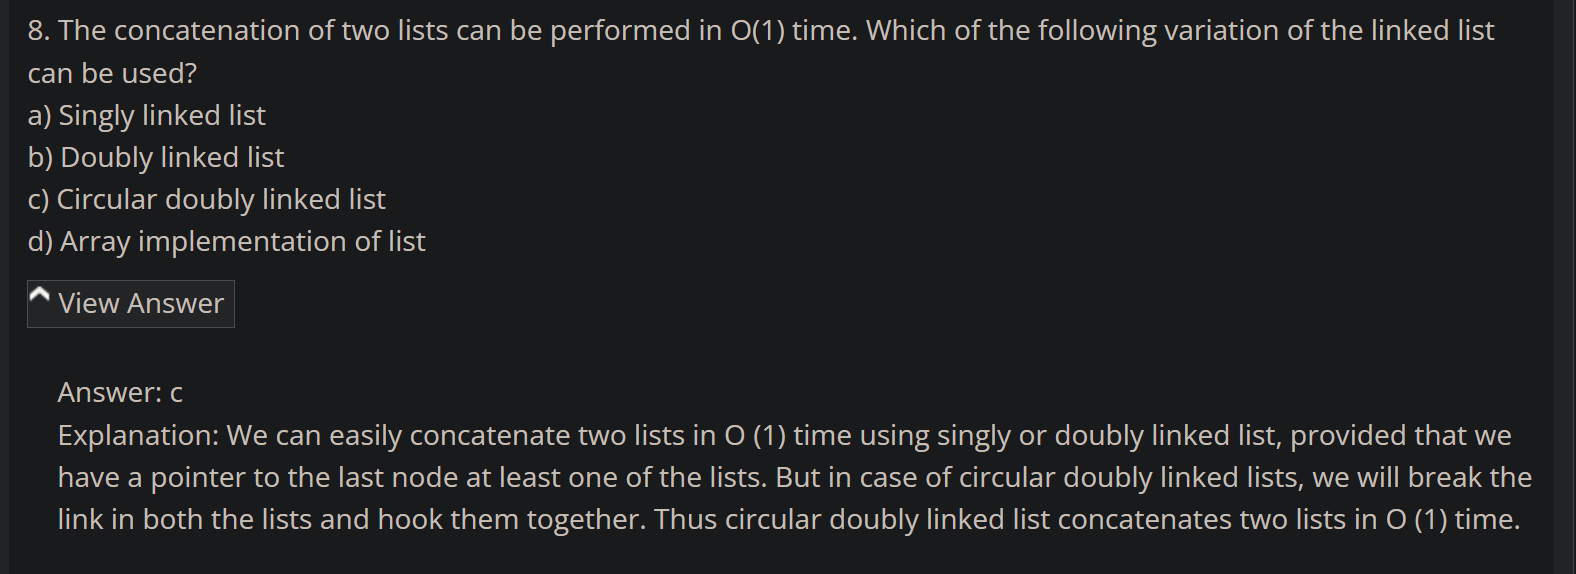 8. The concatenation of two lists can be performed in O(1) time. Which of the following variation of the linked list
can be used?
a) Singly linked list
b) Doubly linked list
c) Circular doubly linked list
d) Array implementation of list
View Answer
Answer: c
Explanation: We can easily concatenate two lists in O (1) time using singly or doubly linked list, provided that we
have a pointer to the last node at least one of the lists. But in case of circular doubly linked lists, we will break the
link in both the lists and hook them together. Thus circular doubly linked list concatenates two lists in O (1) time.